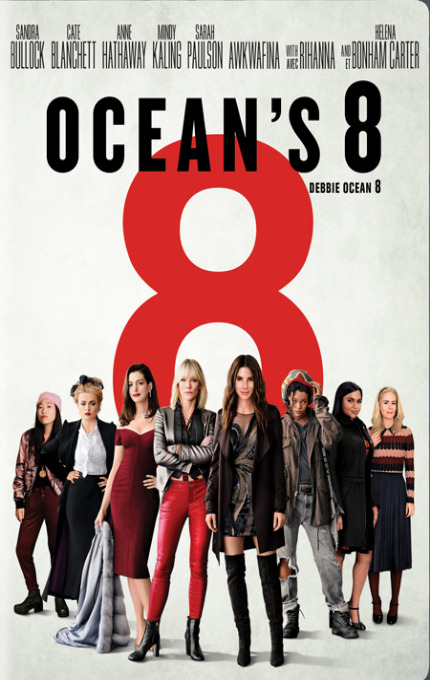 SANDRA BULLOCK CATE BLANCHETT ANNE HATHAWAY MINDY KALING SARAH PAULSON AWKWAFINA WITH AVEC RIHANNA AND ET HELENA BONHAM CARTER
OCEAN'S 8
DEBBIE OCEAN 8
8